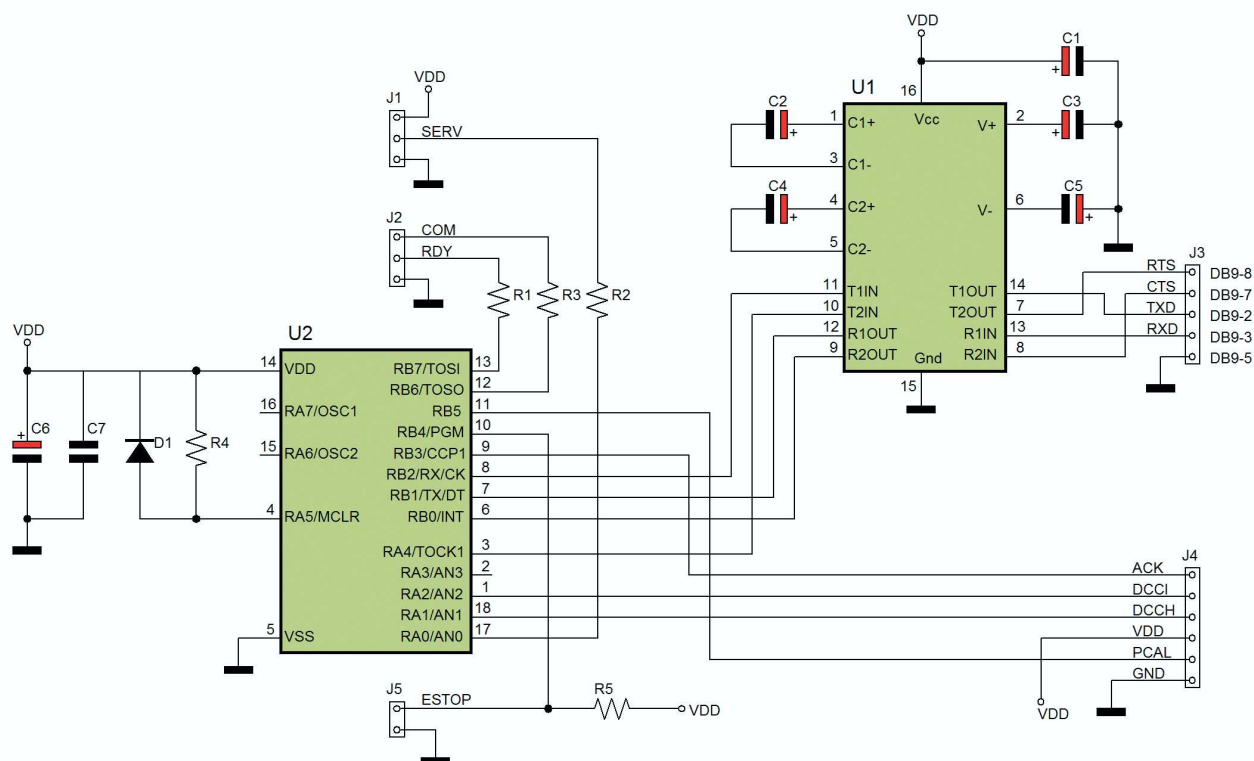 VDD
C1
U1
16
Vcc
C2
1
C1+
V+
2
C3
3
C1-
C4
4
C2+
V-
6
C5
5
C2-
11
T1IN
T1OUT
14
10
T2IN
T2OUT
7
12
R1OUT
R1IN
13
9
R2OUT
R2IN
8
Gnd
15
J3
RTS
DB9-8
CTS
DB9-7
TXD
DB9-2
RXD
DB9-3
DB9-5
VDD
J1
SERV
J2
COM
RDY
R1
R3
R2
VDD
C6
C7
D1
R4
U2
14
VDD
RB7/TOSI
13
RB6/TOSO
12
16
RA7/OSC1
RB5
11
RB4/PGM
10
15
RA6/OSC2
RB3/CCP1
9
RB2/RX/CK
8
RB1/TX/DT
7
4
RA5/MCLR
RB0/INT
6
RA4/TOCK1
3
RA3/AN3
2
RA2/AN2
1
RA1/AN1
18
5
VSS
RA0/AN0
17
J4
ACK
DCCI
DCCH
VDD
PCAL
GND
VDD
J5
ESTOP
R5
VDD
+
+
+
+
+
+